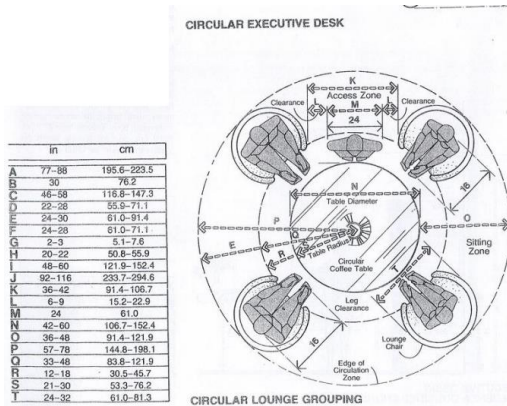 CIRCULAR EXECUTIVE DESK
in cm
A 77–88 195.6–223.5
B 30 76.2
C 46–58 116.8–147.3
D 22–28 55.9–71.1
E 24–30 61.0–91.4
F 24–28 61.0–71.1
G 2–3 5.1–7.6
H 20–22 50.8–55.9
I 48–60 121.9–152.4
J 92–116 233.7–294.6
K 36–42 91.4–106.7
L 6–9 15.2–22.9
M 24 61.0
N 42–60 106.7–152.4
O 36–48 91.4–121.9
P 57–78 144.8–198.1
Q 33–48 83.8–121.9
R 12–18 30.5–45.7
S 21–30 53.3–76.2
T 24–32 61.0–81.3
K
Access Zone
Clearance
L
M
L
Clearance
24
18
N
Table Diameter
P
O
Q
E
R
Table Radius
Sitting
Zone
Circular
Coffee Table
T
Leg
Clearance
Lounge
Chair
Edge of
Circulation
Zone
CIRCULAR LOUNGE GROUPING